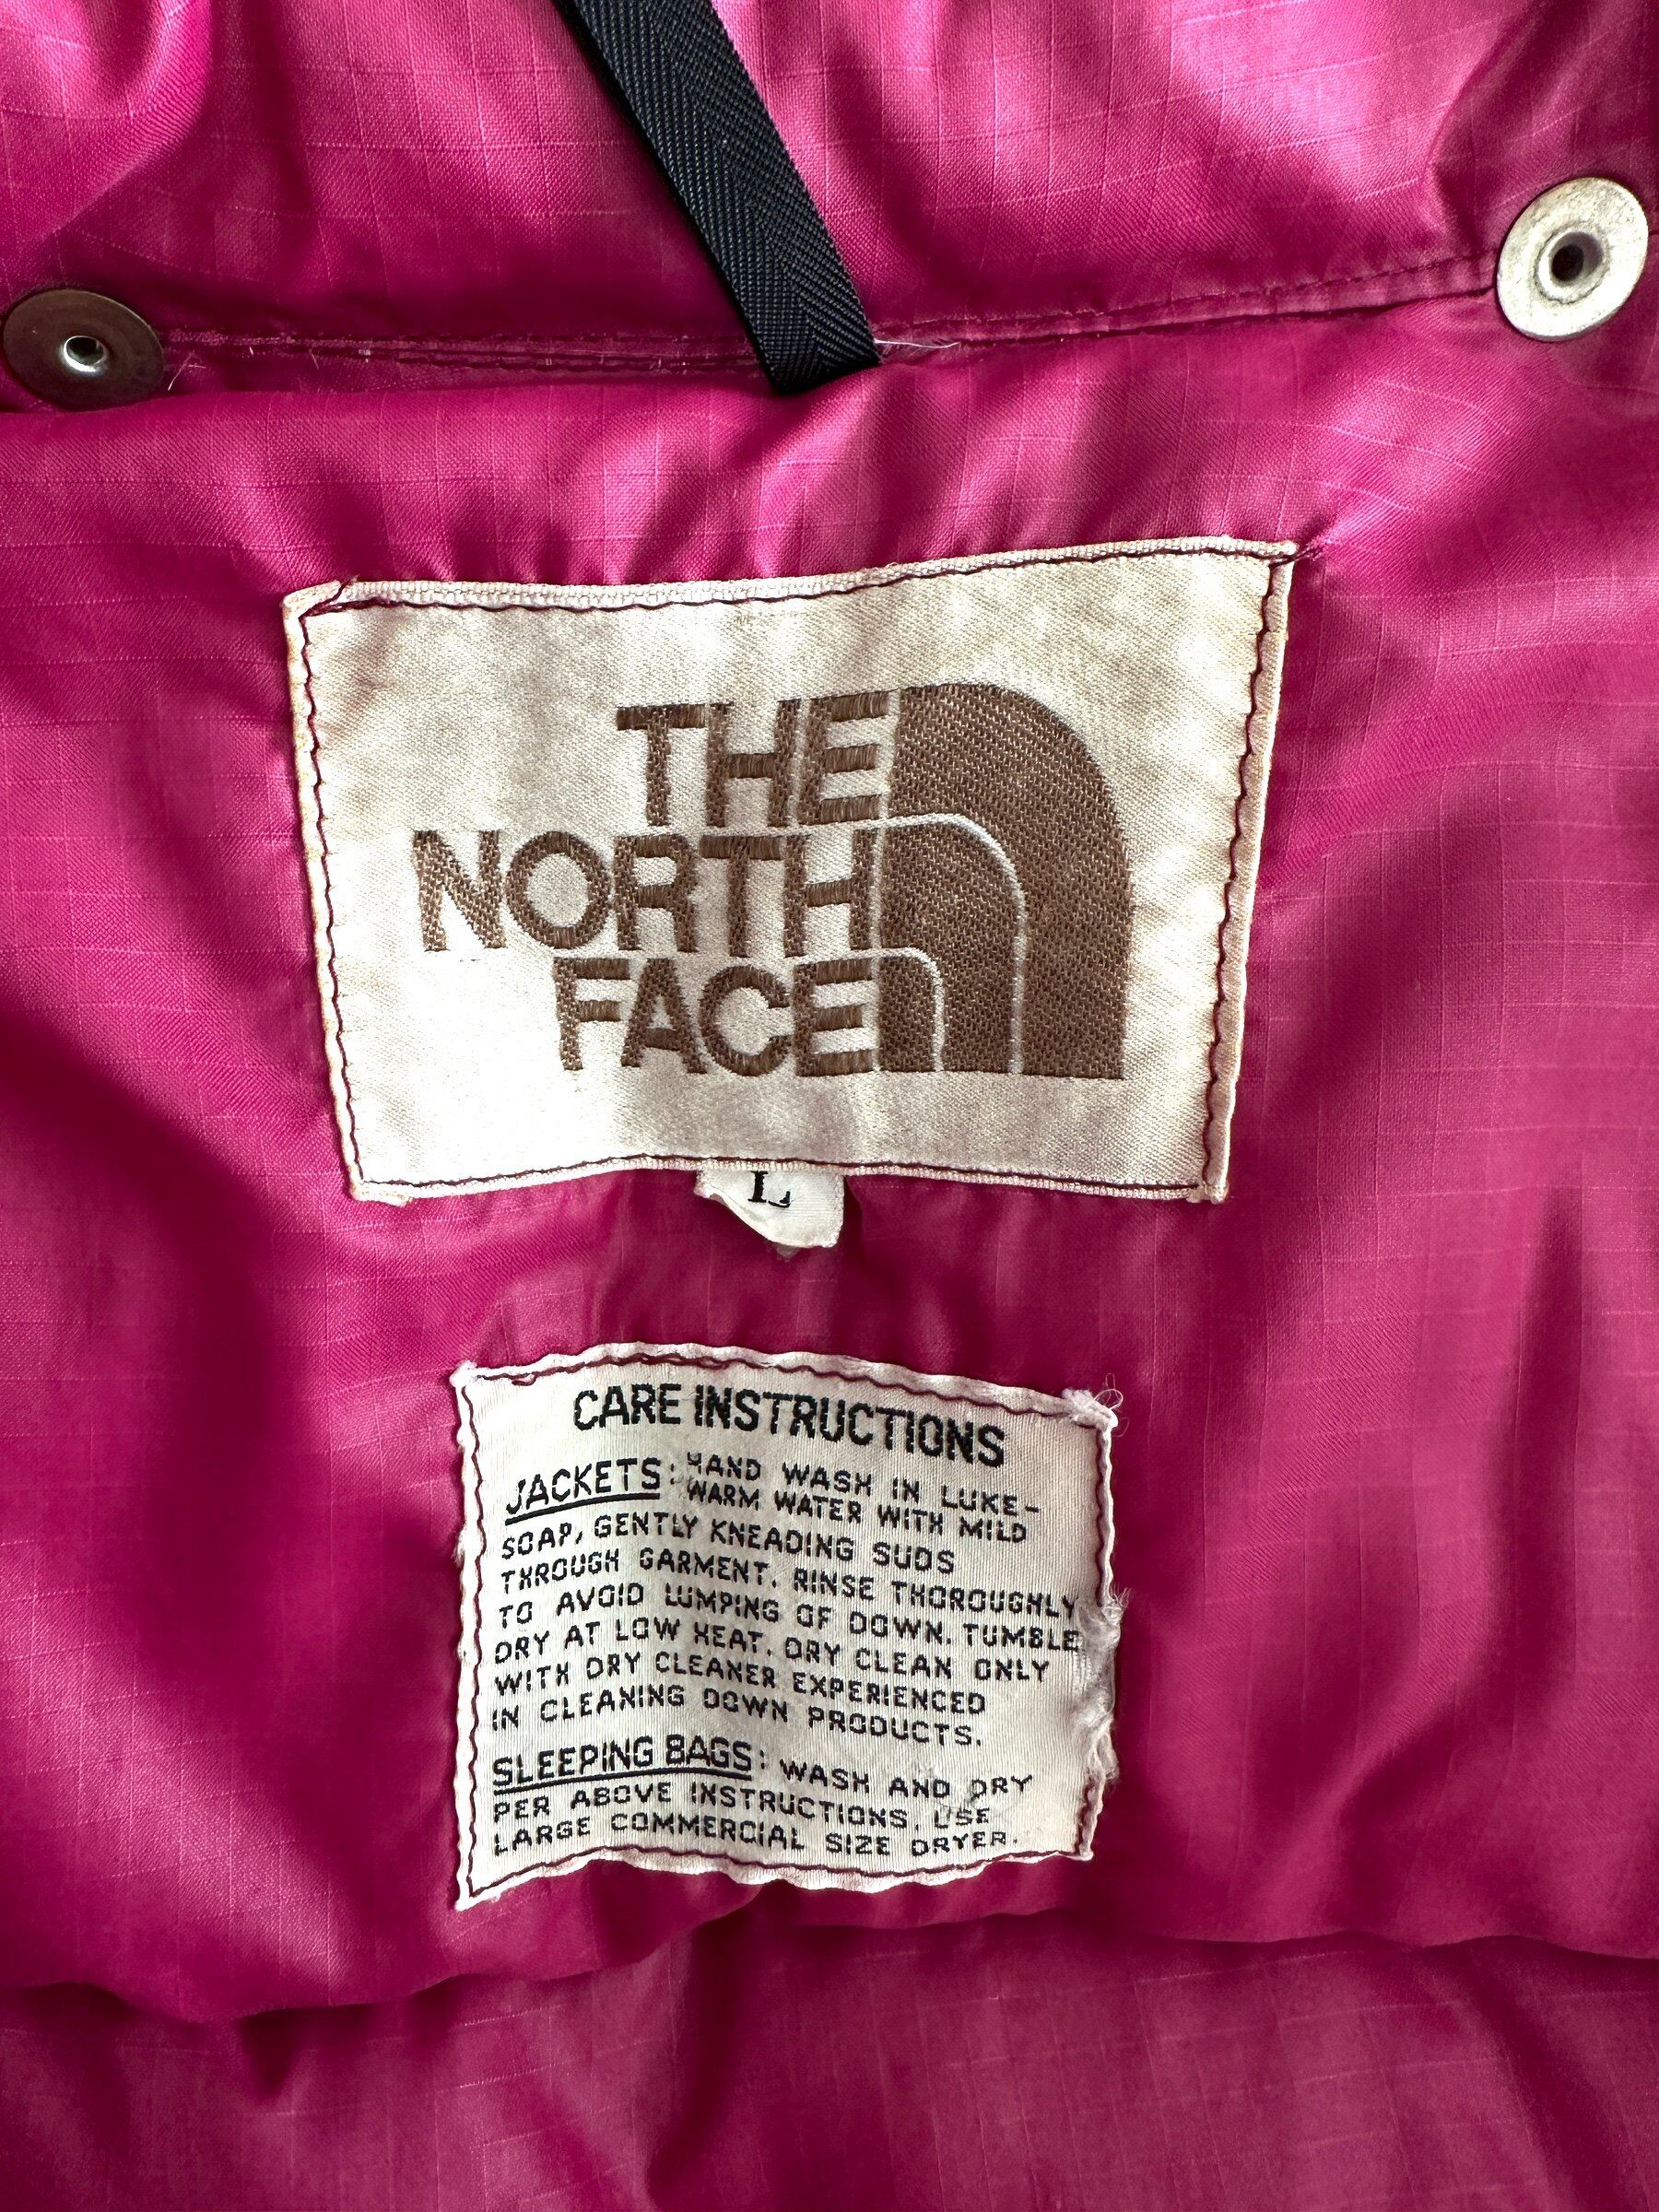 THE
NORTH
FACE
L
CARE INSTRUCTIONS
JACKETS: HAND WASH IN LUKE-
WARM WATER WITH MILD
SOAP, GENTLY KNEADING SUDS
THROUGH GARMENT. RINSE THOROUGHLY
TO AVOID LUMPING OF DOWN. TUMBLE
DRY AT LOW HEAT. DRY CLEAN ONLY
WITH DRY CLEANER EXPERIENCED
IN CLEANING DOWN PRODUCTS.
SLEEPING BAGS: WASH AND DRY
PER ABOVE INSTRUCTIONS. USE
LARGE COMMERCIAL SIZE DRYER.